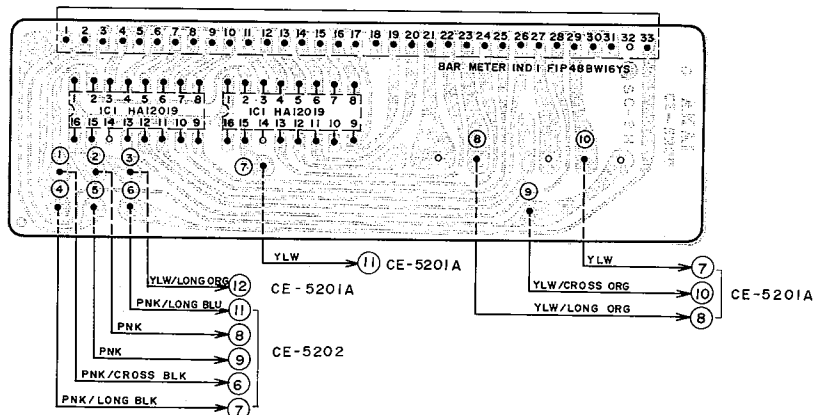 1 2 3 4 5 6 7 8 9 10 11 12 13 14 15 16 17 18 19 20 21 22 23 24 25 26 27 28 29 30 31 32 33
BAR METER INDI FIP48BW16YS
1 2 3 4 5 6 7 8
IC1 HA12019
16 15 14 13 12 11 10 9
1 2 3 4 5 6 7 8
IC1 HA12019
16 15 14 13 12 11 10 9
1 2 3
4 5 6
7
8
9
10
AKAI
YLW 11 CE-5201A
YLW 7
YLW/CROSS ORG 10 CE-5201A
YLW/LONG ORG 8
YLW/LONG ORG 12 CE-5201A
PNK/LONG BLU 11
PNK 8
PNK 9
CE-5202
PNK/CROSS BLK 6
PNK/LONG BLK 7